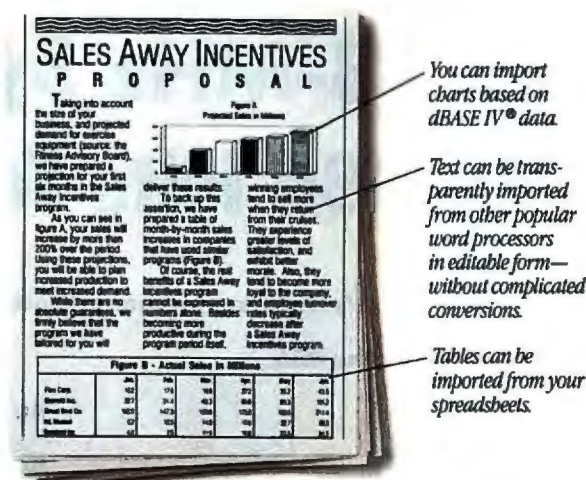 SALES AWAY INCENTIVES
PROPOSAL
Taking into account
the size of your
business, and projected
demand for exercise
equipment (source: the
Fitness Advisory Board),
we have prepared a
projection for your first
six months in the Sales
Away Incentives
program.
As you can see in
figure A, your sales will
increase by more than
200% over the period.
Using these projections,
you will be able to plan
increased production to
meet increased demand.
While there are no
absolute guarantees, we
firmly believe that the
program we have
tailored for you will
Figure A
Projected Sales in Millions
deliver these results.
To back up this
assertion, we have
prepared a table of
month-by-month sales
increases in companies
that have used similar
programs (Figure B).
Of course, the real
benefits of a Sales Away
Incentives program
cannot be expressed in
numbers alone. Besides
becoming more
productive during the
program period itself,
winning employees
tend to sell more
when they return
from their cruises.
They experience
greater levels of
satisfaction, and
exhibit better
morale. Also, they
tend to become more
loyal to the company,
and employee turnover
rates typically
decrease after
a Sales Away
Incentives program.
Figure B - Actual Sales in Millions
Jan Feb Mar Apr May Jun
You can import
charts based on
dBASE IV® data.
Text can be trans-
parently imported
from other popular
word processors
in editable form—
without complicated
conversions.
Tables can be
imported from your
spreadsheets.